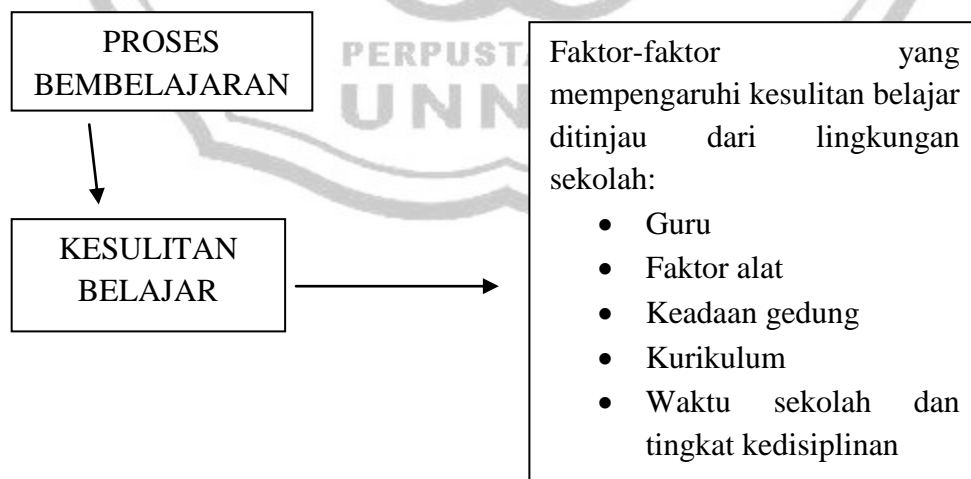 PROSES
BEMBELAJARAN
PERPUST
UNN
KESULITAN
BELAJAR
Faktor-faktor yang
mempengaruhi kesulitan belajar
ditinjau dari lingkungan
sekolah:
• Guru
• Faktor alat
• Keadaan gedung
• Kurikulum
• Waktu sekolah dan
tingkat kedisiplinan